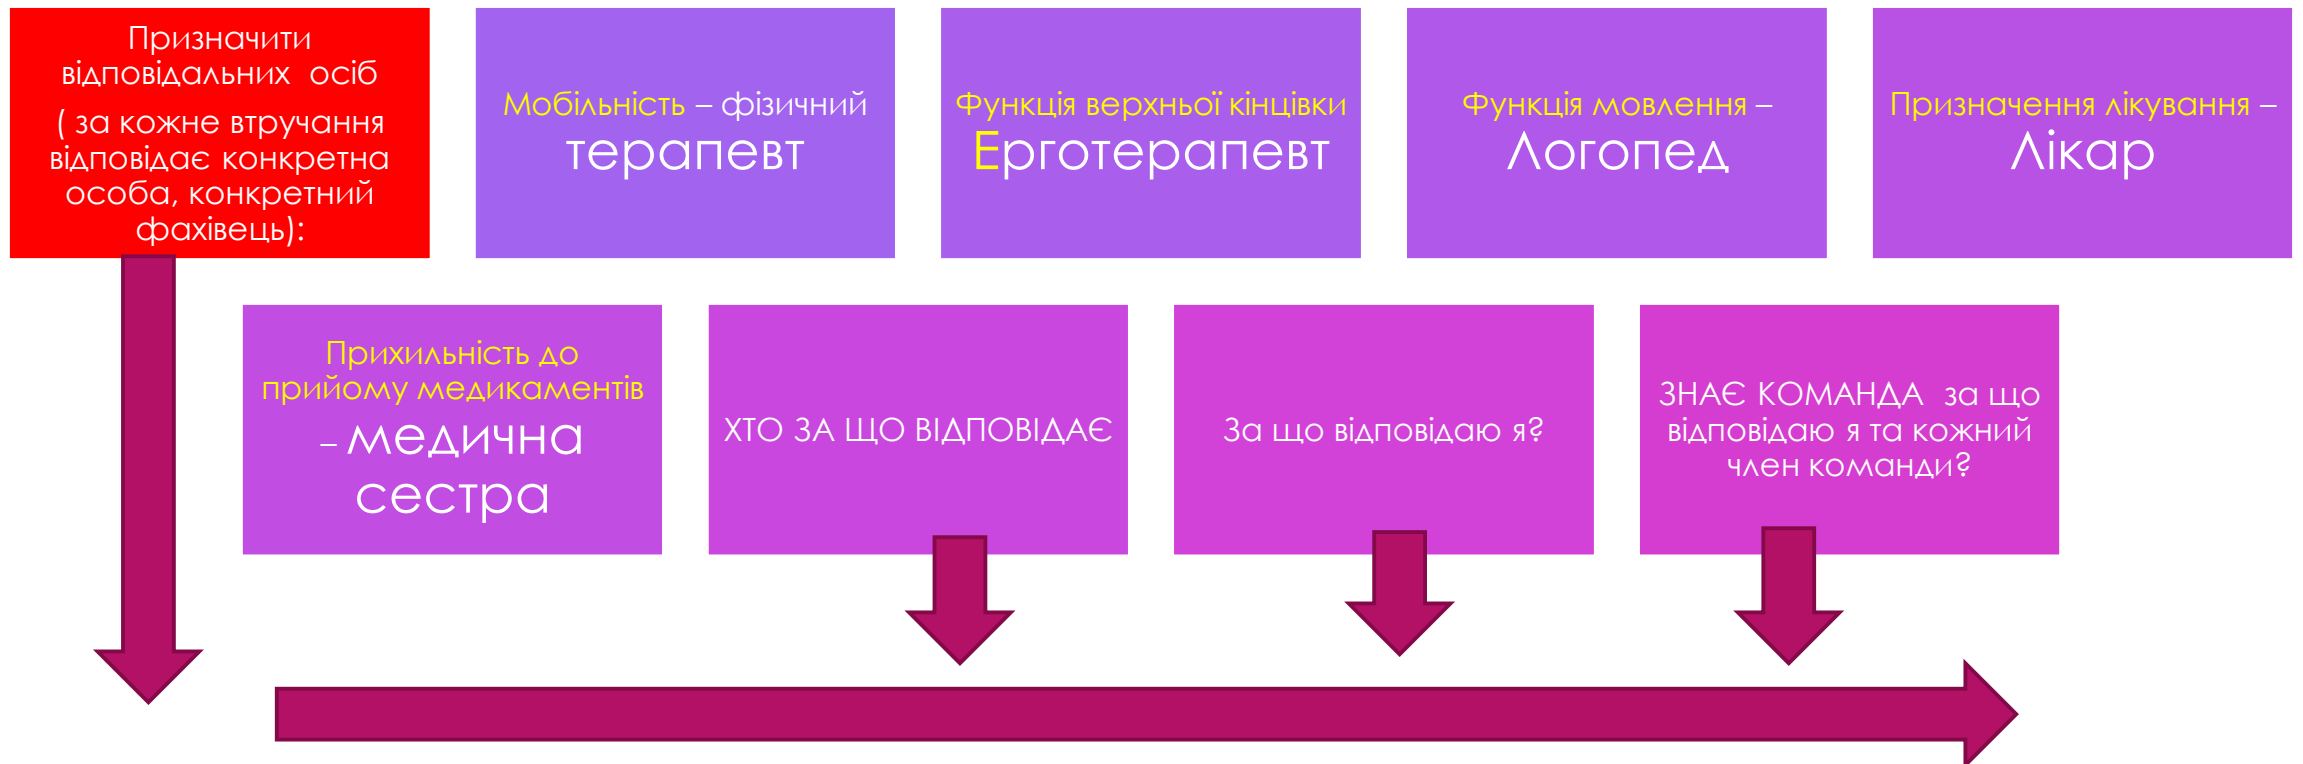 Призначити
відповідальних  осіб
( за кожне втручання
відповідає конкретна
особа, конкретний
фахівець):
Мобільність – фізичний
терапевт
Функція верхньої кінцівки
Ерготерапевт
Функція мовлення –
Логопед
Призначення лікування –
Лікар
Прихильність до
прийому медикаментів
– медична
сестра
ХТО ЗА ЩО ВІДПОВІДАЄ
За що відповідаю я?
ЗНАЄ КОМАНДА  за що
відповідаю я та кожний
член команди?